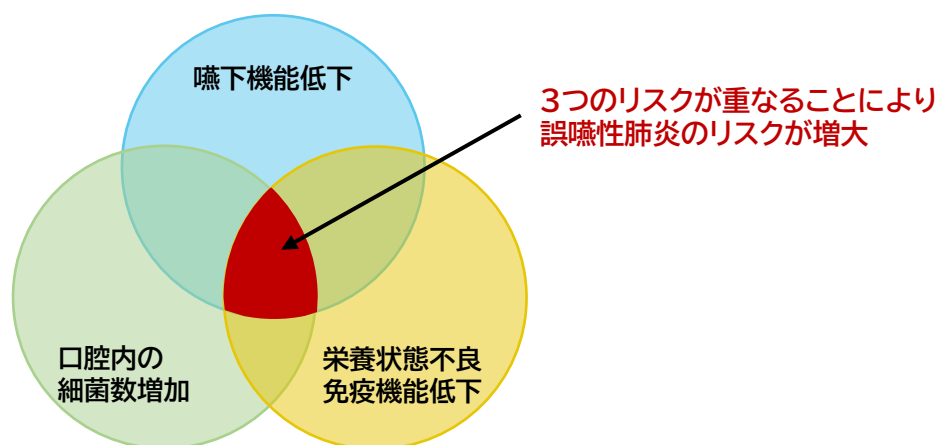 嚥下機能低下
3つのリスクが重なることにより
誤嚥性肺炎のリスクが増大
口腔内の
細菌数増加
栄養状態不良
免疫機能低下